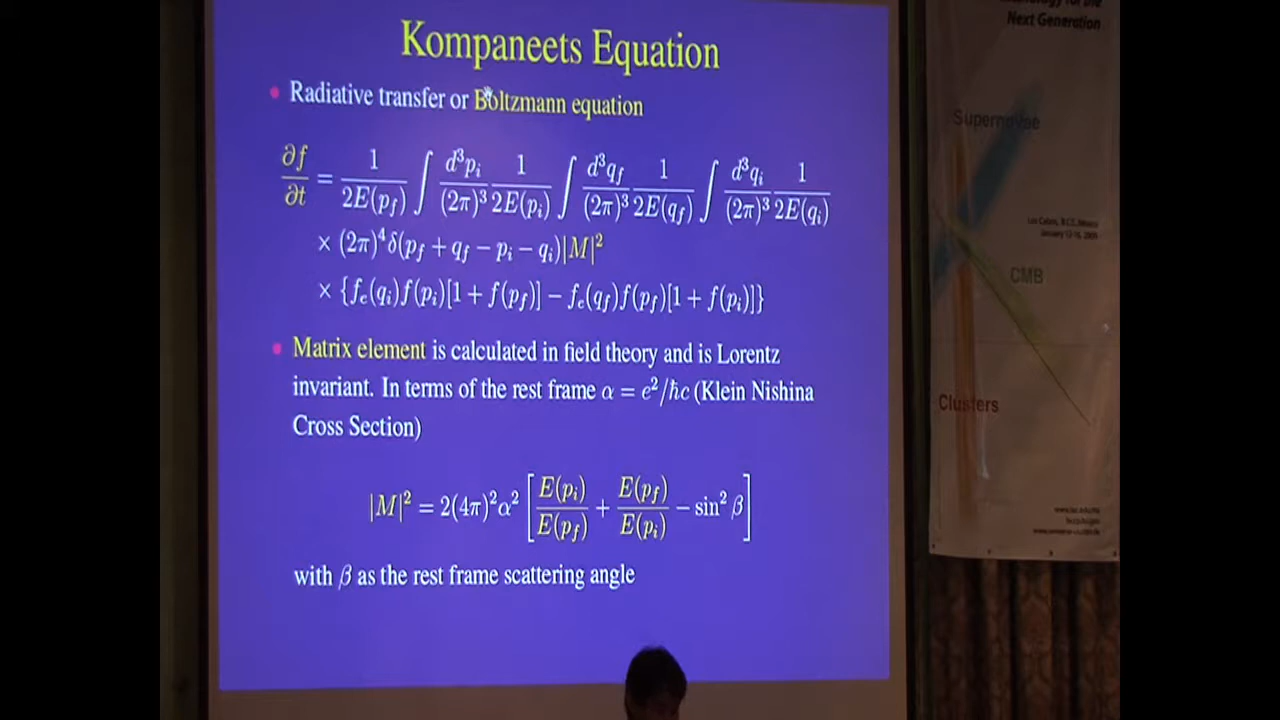 Kompaneets Equation
• Radiative transfer or Boltzmann equation
∂f/∂t = 1/2E(p_f) ∫ d³p_i/(2π)³ 1/2E(p_i) ∫ d³q_f/(2π)³ 1/2E(q_f) ∫ d³q_i/(2π)³ 1/2E(q_i)
× (2π)⁴δ(p_f + q_f − p_i − q_i)|M|²
× {f_e(q_i)f(p_i)[1 + f(p_f)] − f_e(q_f)f(p_f)[1 + f(p_i)]}
• Matrix element is calculated in field theory and is Lorentz
invariant. In terms of the rest frame α = e²/ħc (Klein Nishina
Cross Section)
|M|² = 2(4π)²α² [E(p_i)/E(p_f) + E(p_f)/E(p_i) − sin² β]
with β as the rest frame scattering angle
for the
Next Generation
Supernovae
CMB
Clusters